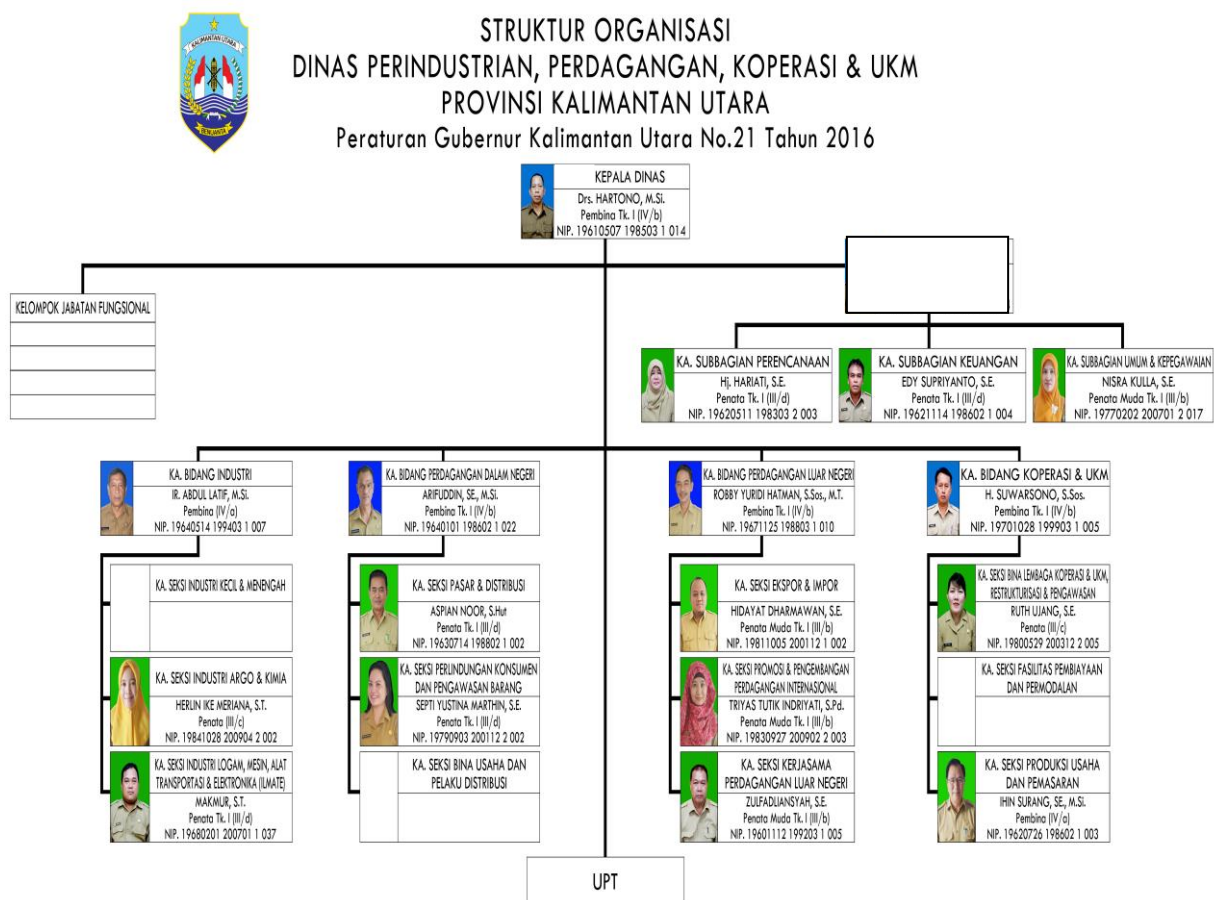 KALIMANTAN UTARA
BENUANTA
STRUKTUR ORGANISASI
DINAS PERINDUSTRIAN, PERDAGANGAN, KOPERASI & UKM
PROVINSI KALIMANTAN UTARA
Peraturan Gubernur Kalimantan Utara No.21 Tahun 2016
KEPALA DINAS
Drs. HARTONO, M.Si.
Pembina Tk. I (IV/b)
NIP. 19610507 198503 1 014
KELOMPOK JABATAN FUNGSIONAL
KA. SUBBAGIAN PERENCANAAN
Hj. HARIATI, S.E.
Penata Tk. I (III/d)
NIP. 19620511 198303 2 003
KA. SUBBAGIAN KEUANGAN
EDY SUPRIYANTO, S.E.
Penata Tk. I (III/d)
NIP. 19621114 198602 1 004
KA. SUBBAGIAN UMUM & KEPEGAWAIAN
NISRA KULLA, S.E.
Penata Muda Tk. I (III/b)
NIP. 19770202 200701 2 017
KA. BIDANG INDUSTRI
IR. ABDUL LATIF, M.Si.
Pembina (IV/a)
NIP. 19640514 199403 1 007
KA. BIDANG PERDAGANGAN DALAM NEGERI
ARIFUDDIN, SE., M.Si.
Pembina Tk. I (IV/b)
NIP. 19640101 198602 1 022
KA. BIDANG PERDAGANGAN LUAR NEGERI
ROBBY YURIDI HATMAN, S.Sos., M.T.
Pembina Tk. I (IV/b)
NIP. 19671125 198803 1 010
KA. BIDANG KOPERASI & UKM
H. SUWARSONO, S.Sos.
Pembina Tk. I (IV/b)
NIP. 19701028 199903 1 005
KA. SEKSI INDUSTRI KECIL & MENENGAH
KA. SEKSI PASAR & DISTRIBUSI
ASPIAN NOOR, S.Hut
Penata Tk. I (III/d)
NIP. 19630714 198802 1 002
KA. SEKSI EKSPOR & IMPOR
HIDAYAT DHARMAWAN, S.E.
Penata Muda Tk. I (III/b)
NIP. 19811005 200112 1 002
KA. SEKSI BINA LEMBAGA KOPERASI & UKM,
RESTRUKTURISASI & PENGAWASAN
RUTH UJANG, S.E.
Penata (III/c)
NIP. 19800529 200312 2 005
KA. SEKSI INDUSTRI ARGO & KIMIA
HERLIN IKE MERIANA, S.T.
Penata (III/c)
NIP. 19841028 200904 2 002
KA. SEKSI PERLINDUNGAN KONSUMEN
DAN PENGAWASAN BARANG
SEPTI YUSTINA MARTHIN, S.E.
Penata Tk. I (III/d)
NIP. 19790903 200112 2 002
KA. SEKSI PROMOSI & PENGEMBANGAN
PERDAGANGAN INTERNASIONAL
TRIYAS TUTIK INDRIYATI, S.Pd.
Penata Muda Tk. I (III/b)
NIP. 19830927 200902 2 003
KA. SEKSI FASILITAS PEMBIAYAAN
DAN PERMODALAN
KA. SEKSI INDUSTRI LOGAM, MESIN, ALAT
TRANSPORTASI & ELEKTRONIKA (ILMATE)
MAKMUR, S.T.
Penata Tk. I (III/d)
NIP. 19680201 200701 1 037
KA. SEKSI BINA USAHA DAN
PELAKU DISTRIBUSI
KA. SEKSI KERJASAMA
PERDAGANGAN LUAR NEGERI
ZULFADLIANSYAH, S.E.
Penata Muda Tk. I (III/b)
NIP. 19601112 199203 1 005
KA. SEKSI PRODUKSI USAHA
DAN PEMASARAN
IHIN SURANG, SE, M.Si.
Pembina (IV/a)
NIP. 19620726 198602 1 003
UPT